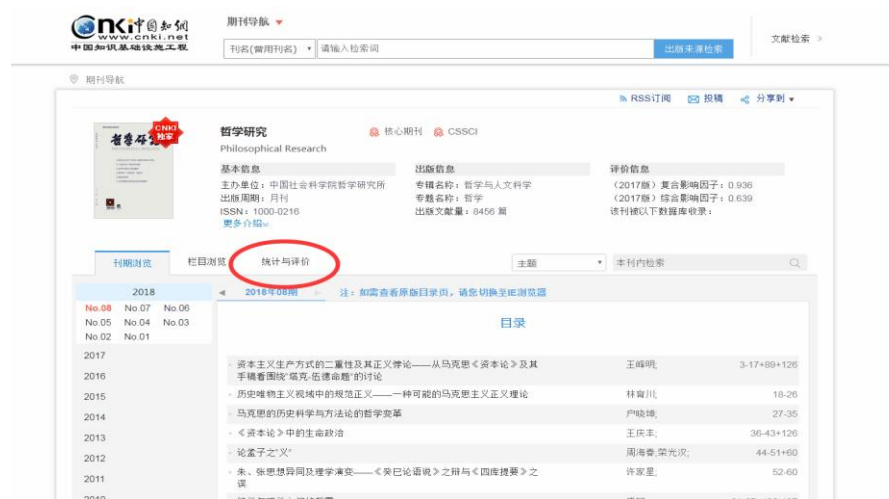 cnki中国知网
www.cnki.net
中国知识基础设施工程
期刊导航
刊名(曾用刊名)
请输入检索词
出版来源检索
文献检索 >
期刊导航
RSS订阅 投稿 分享到
CNKI
独家
哲学研究
哲学研究 核心期刊 CSSCI
Philosophical Research
基本信息 出版信息 评价信息
主办单位：中国社会科学院哲学研究所 专辑名称：哲学与人文科学 (2017版)复合影响因子：0.936
出版周期：月刊 专题名称：哲学 (2017版)综合影响因子：0.639
ISSN：1000-0216 出版文献量：8456 篇 该刊被以下数据库收录：
更多介绍
刊期浏览 栏目浏览 统计与评价 主题 本刊内检索
2018 2018年08期 注：如需查看原版目录页，请您切换至IE浏览器
No.08 No.07 No.06
No.05 No.04 No.03
No.02 No.01
目录
2017
2016
2015
2014
2013
2012
2011
2010
资本主义生产方式的二重性及其正义悖论——从马克思《资本论》及其 王峰明; 3-17+89+126
手稿看围绕"塔克-伍德命题"的讨论
历史唯物主义视域中的规范正义——一种可能的马克思主义正义理论 林育川; 18-26
马克思的历史科学与方法论的哲学变革 户晓坤; 27-35
《资本论》中的生命政治 王庆丰; 36-43+126
论孟子之"义" 周海春;荣光汉; 44-51+60
朱、张思想异同及理学演变——《癸巳论语说》之辩与《四库提要》之 许家星; 52-60
误